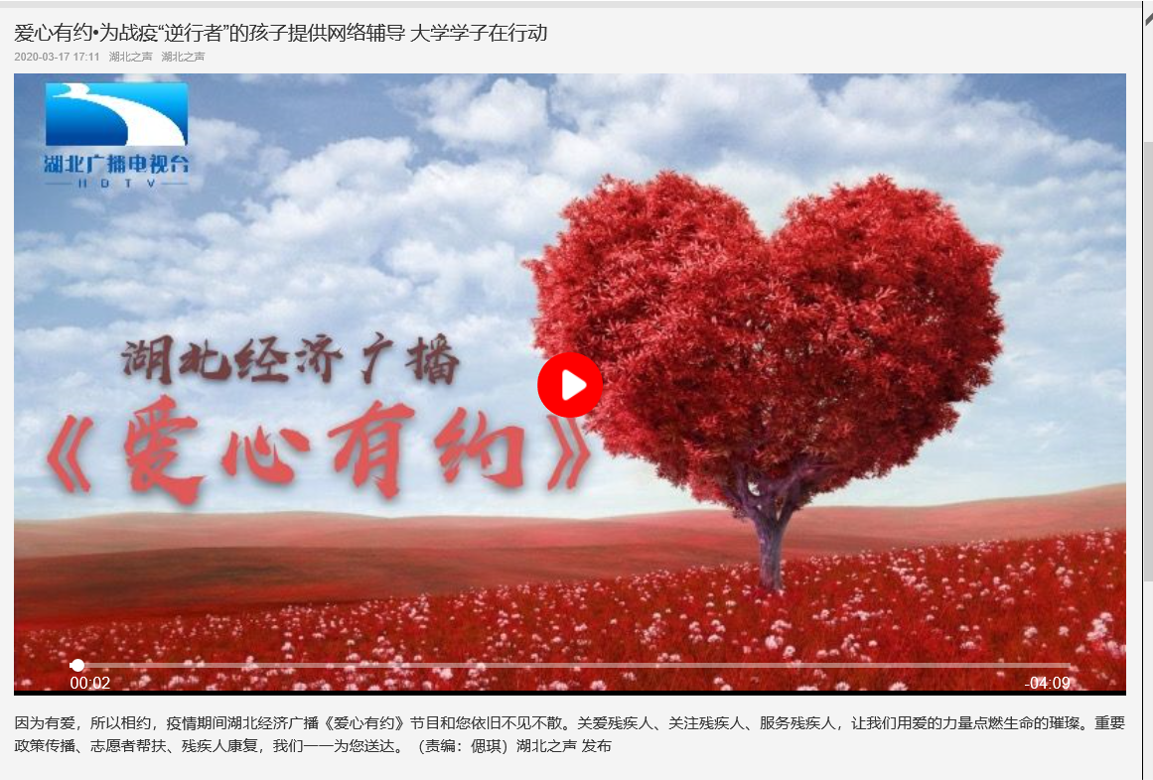 爱心有约•为战疫“逆行者”的孩子提供网络辅导 大学学子在行动
2020-03-17 17:11 湖北之声 湖北之声
湖北广播电视台
HDTV
湖北经济广播
《爱心有约》
00:02
-04:09
因为有爱，所以相约，疫情期间湖北经济广播《爱心有约》节目和您依旧不见不散。关爱残疾人、关注残疾人、服务残疾人，让我们用爱的力量点燃生命的璀璨。重要
政策传播、志愿者帮扶、残疾人康复，我们一一为您送达。（责编：偲琪）湖北之声 发布